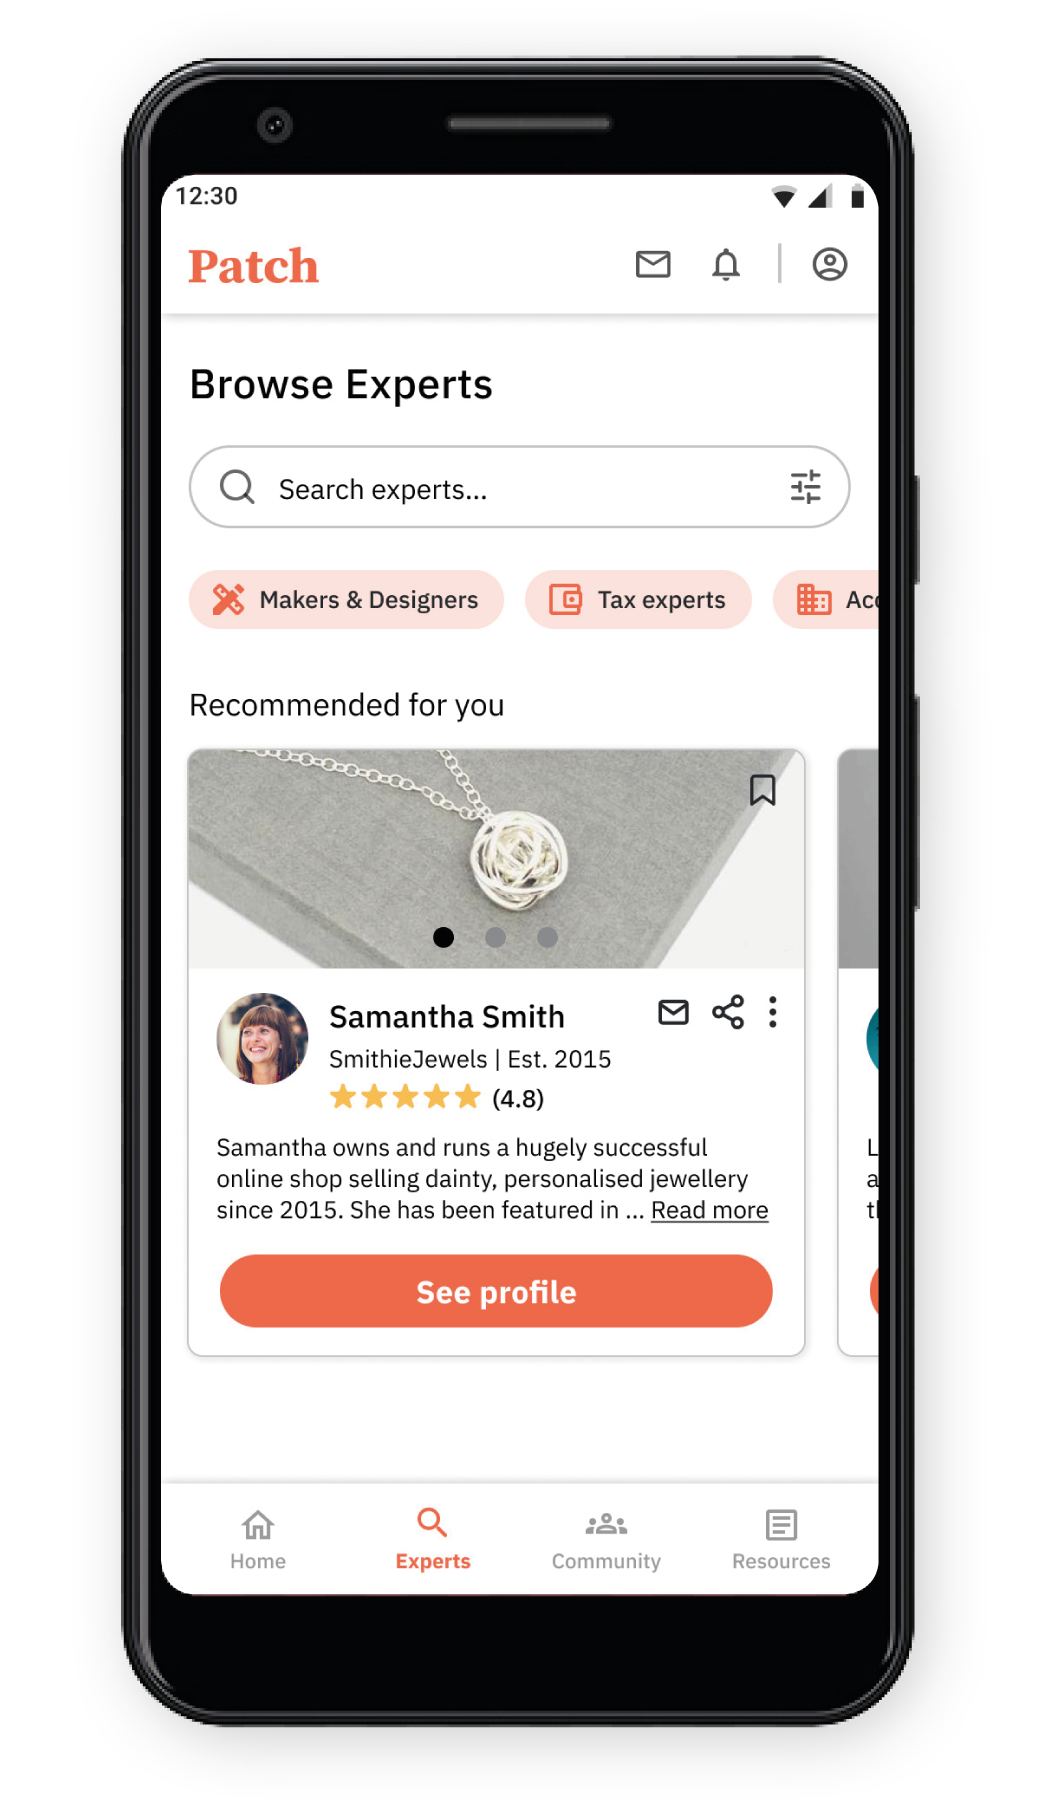 12:30
Patch
Browse Experts
Search experts...
Makers & Designers
Tax experts
Recommended for you
Samantha Smith
SmithieJewels | Est. 2015
(4.8)
Samantha owns and runs a hugely successful
online shop selling dainty, personalised jewellery
since 2015. She has been featured in ... Read more
See profile
Home
Experts
Community
Resources